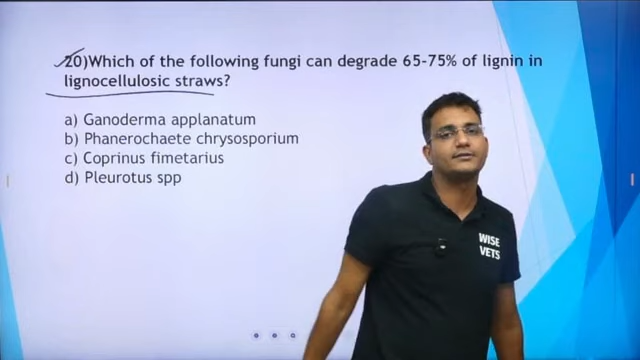 20)Which of the following fungi can degrade 65-75% of lignin in
lignocellulosic straws?
a) Ganoderma applanatum
b) Phanerochaete chrysosporium
c) Coprinus fimetarius
d) Pleurotus spp
WISE
VETS